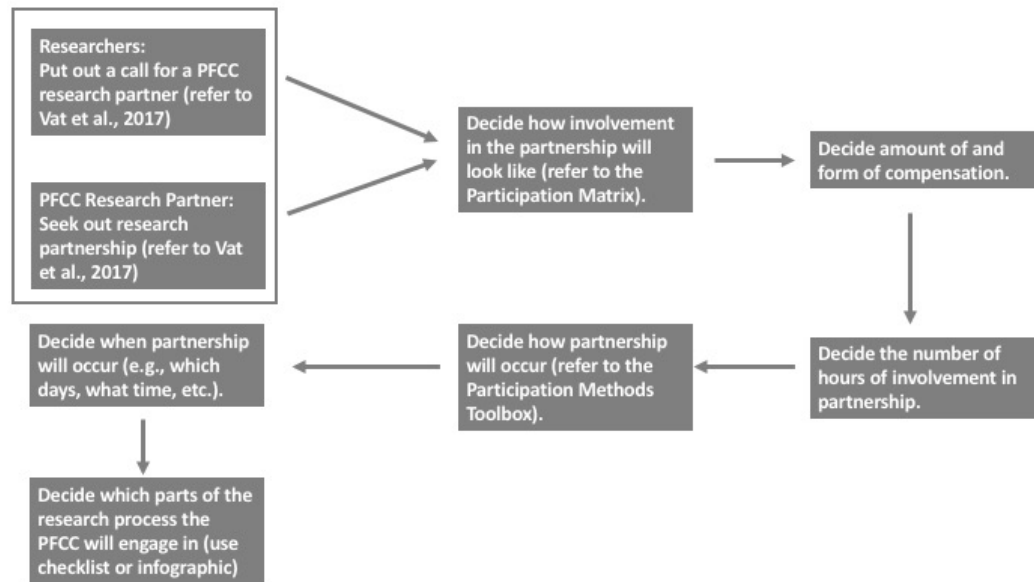 Researchers:
Put out a call for a PFCC
research partner (refer to
Vat et al., 2017)
PFCC Research Partner:
Seek out research
partnership (refer to Vat
et al., 2017)
Decide how involvement
in the partnership will
look like (refer to the
Participation Matrix).
Decide amount of and
form of compensation.
Decide the number of
hours of involvement in
partnership.
Decide how partnership
will occur (refer to the
Participation Methods
Toolbox).
Decide when partnership
will occur (e.g., which
days, what time, etc.).
Decide which parts of the
research process the
PFCC will engage in (use
checklist or infographic)